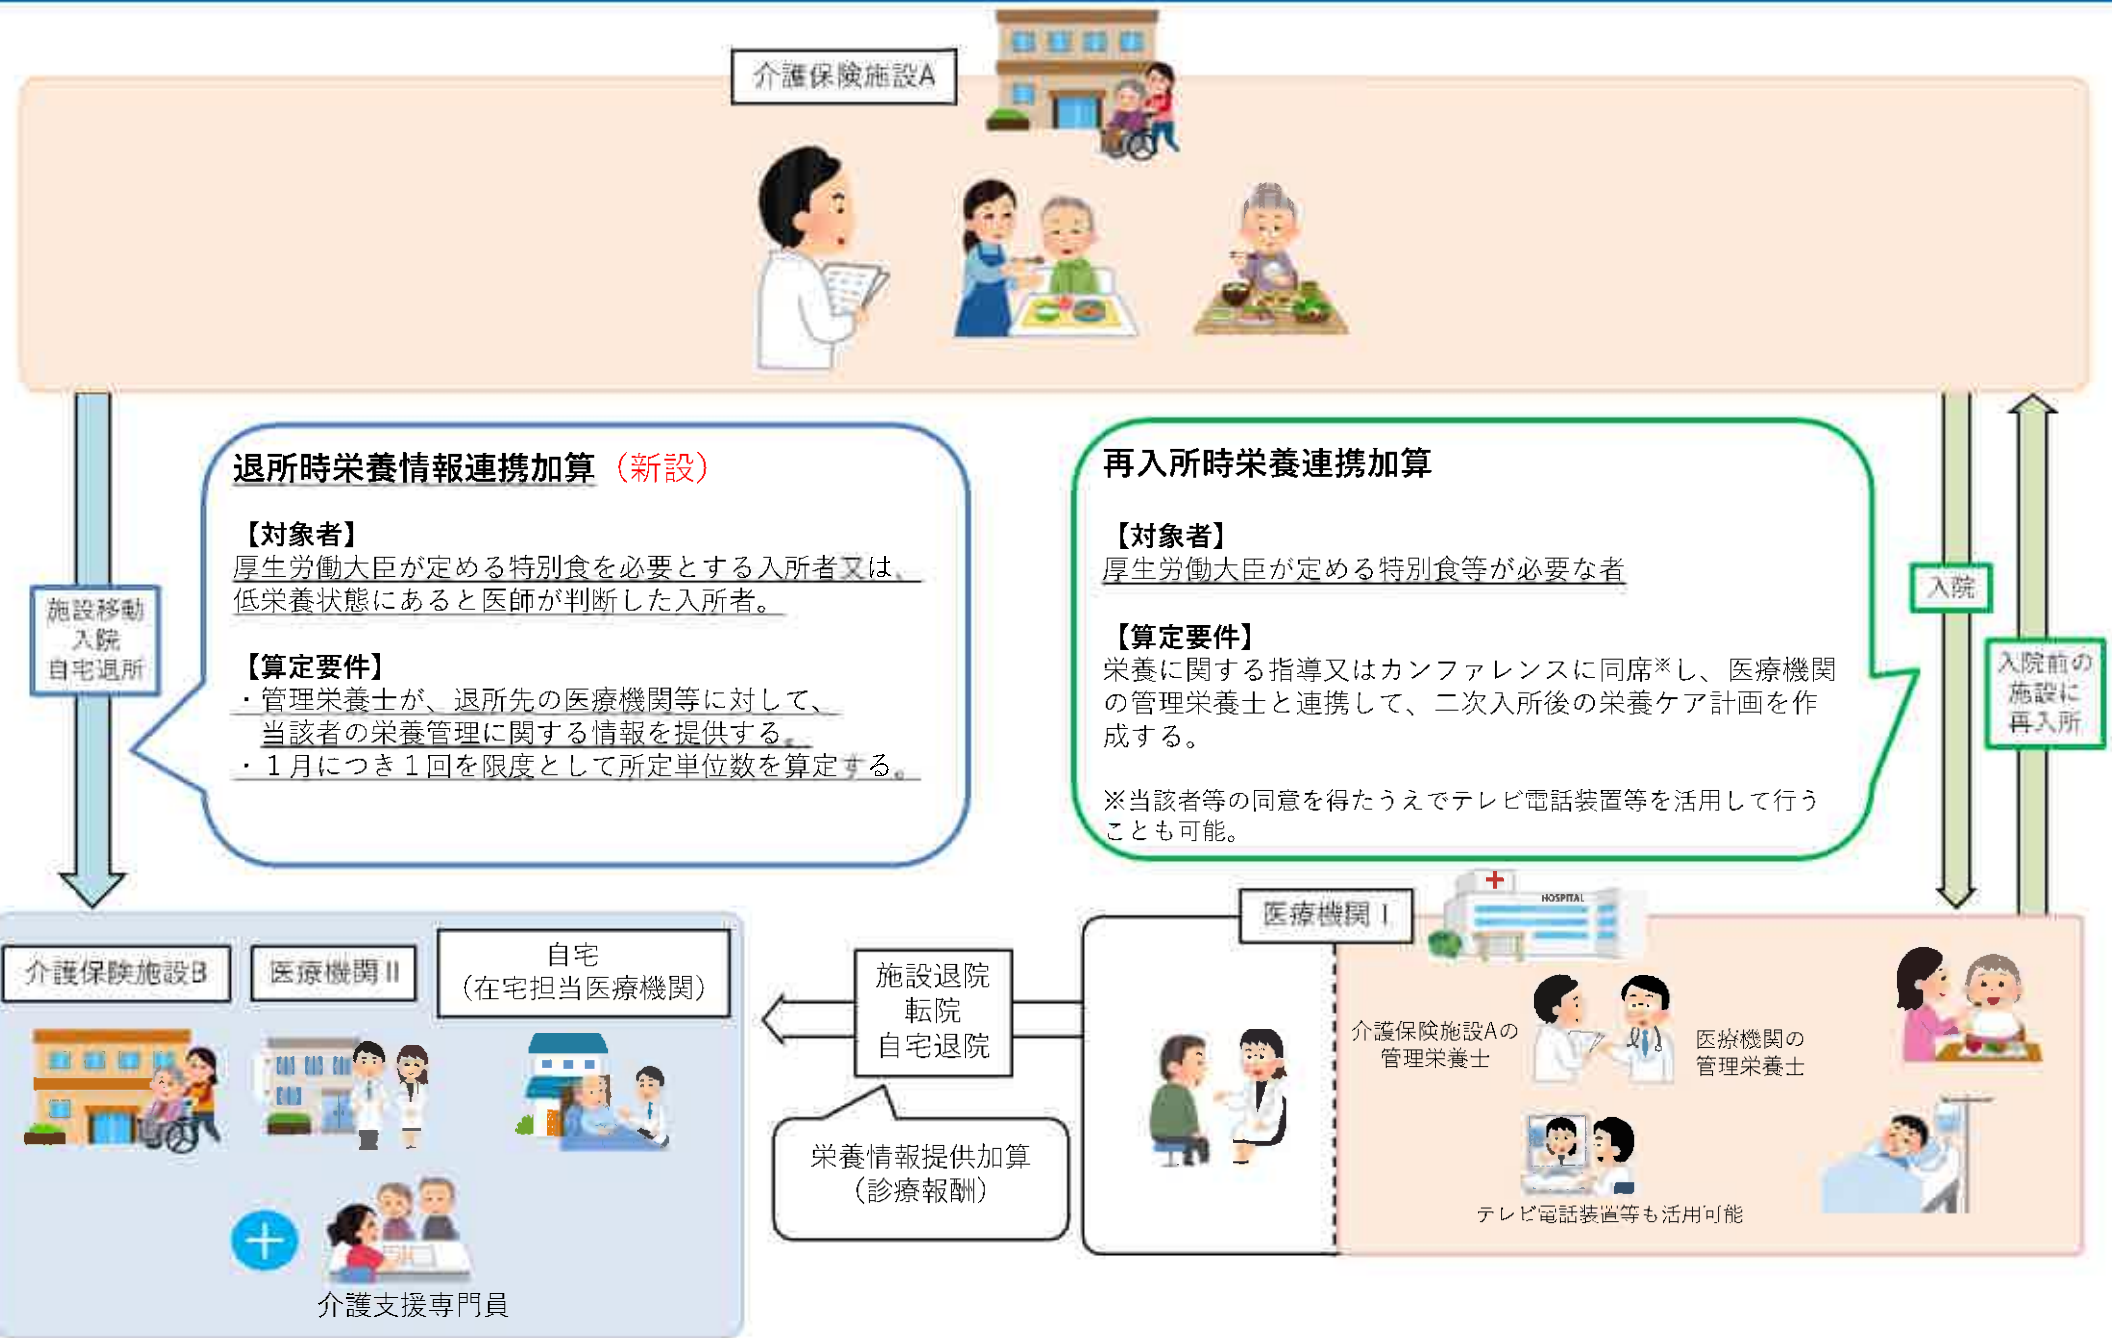 介護保険施設A
退所時栄養情報連携加算（新設）
【対象者】
厚生労働大臣が定める特別食を必要とする入所者又は、
低栄養状態にあると医師が判断した入所者。
【算定要件】
・管理栄養士が、退所先の医療機関等に対して、
当該者の栄養管理に関する情報を提供する。
・１月につき１回を限度として所定単位数を算定する。
施設移動
入院
自宅退所
再入所時栄養連携加算
【対象者】
厚生労働大臣が定める特別食等が必要な者
【算定要件】
栄養に関する指導又はカンファレンスに同席※し、医療機関
の管理栄養士と連携して、二次入所後の栄養ケア計画を作
成する。
※当該者等の同意を得たうえでテレビ電話装置等を活用して行う
ことも可能。
入院
入院前の
施設に
再入所
介護保険施設B
医療機関Ⅱ
自宅
（在宅担当医療機関）
介護支援専門員
施設退院
転院
自宅退院
栄養情報提供加算
（診療報酬）
医療機関Ⅰ
HOSPITAL
介護保険施設Aの
管理栄養士
医療機関の
管理栄養士
テレビ電話装置等も活用可能